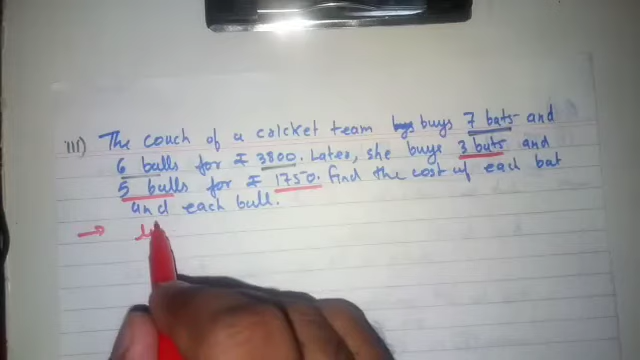 III) The couch of a cricket team buys 7 bats and
6 balls for ₹ 3800. Later, she buys 3 bats and
5 balls for ₹ 1750. Find the cost of each bat
and each ball.
→